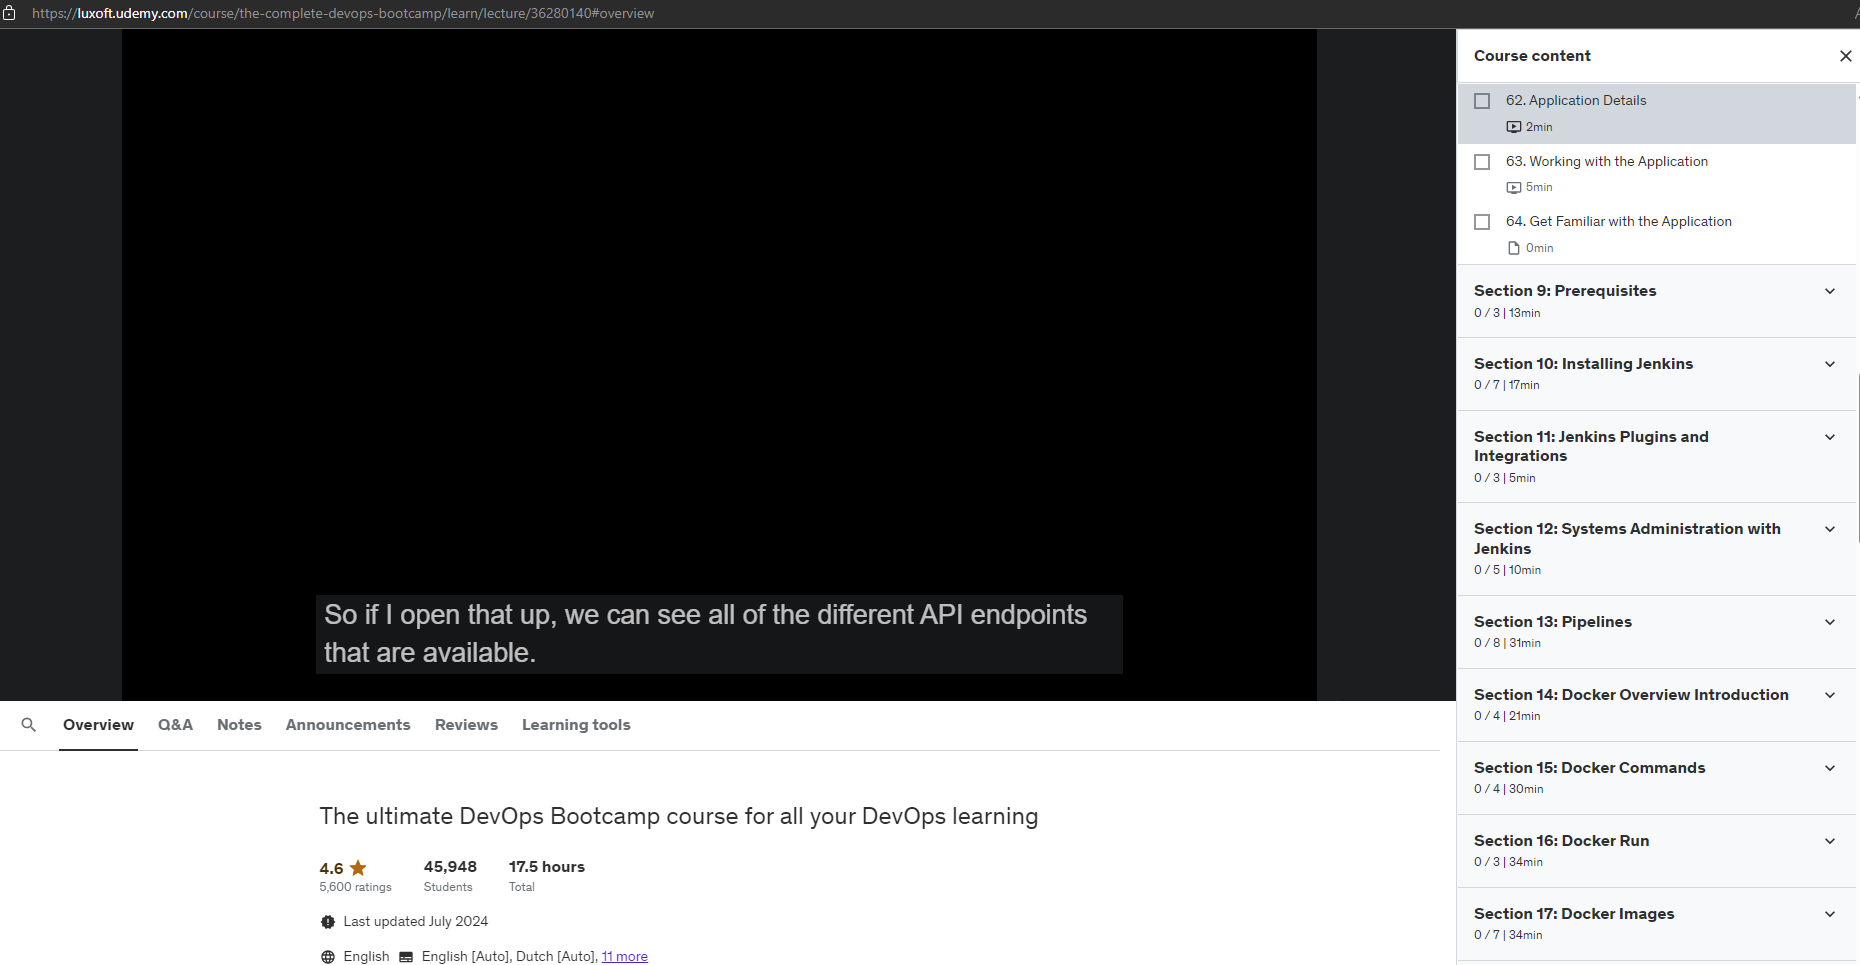 https://luxoft.udemy.com/course/the-complete-devops-bootcamp/learn/lecture/36280140#overview
So if I open that up, we can see all of the different API endpoints
that are available.
Overview Q&A Notes Announcements Reviews Learning tools
The ultimate DevOps Bootcamp course for all your DevOps learning
4.6 45,948 17.5 hours
5,600 ratings Students Total
Last updated July 2024
English English [Auto], Dutch [Auto], 11 more
Course content
62. Application Details
2min
63. Working with the Application
5min
64. Get Familiar with the Application
0min
Section 9: Prerequisites
0 / 3 | 13min
Section 10: Installing Jenkins
0 / 7 | 17min
Section 11: Jenkins Plugins and
Integrations
0 / 3 | 5min
Section 12: Systems Administration with
Jenkins
0 / 5 | 10min
Section 13: Pipelines
0 / 8 | 31min
Section 14: Docker Overview Introduction
0 / 4 | 21min
Section 15: Docker Commands
0 / 4 | 30min
Section 16: Docker Run
0 / 3 | 34min
Section 17: Docker Images
0 / 7 | 34min